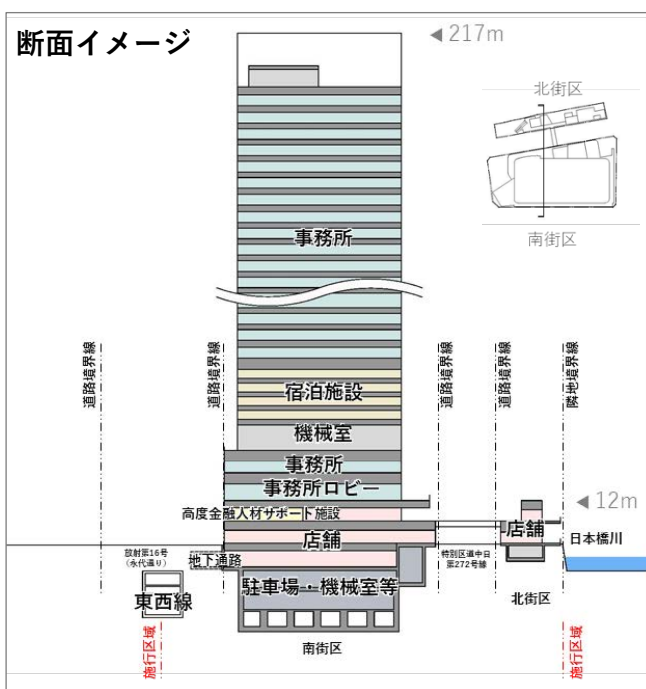 断面イメージ
217m
北街区
南街区
事務所
道路境界線
道路境界線
道路境界線
道路境界線
隣地境界線
宿泊施設
機械室
事務所
事務所ロビー
12m
高度金融人材サポート施設
店舗
店舗
日本橋川
放射第16号
(永代通り)
地下通路
特別区道中日
第272号線
東西線
駐車場・機械室等
北街区
南街区
施行区域
施行区域